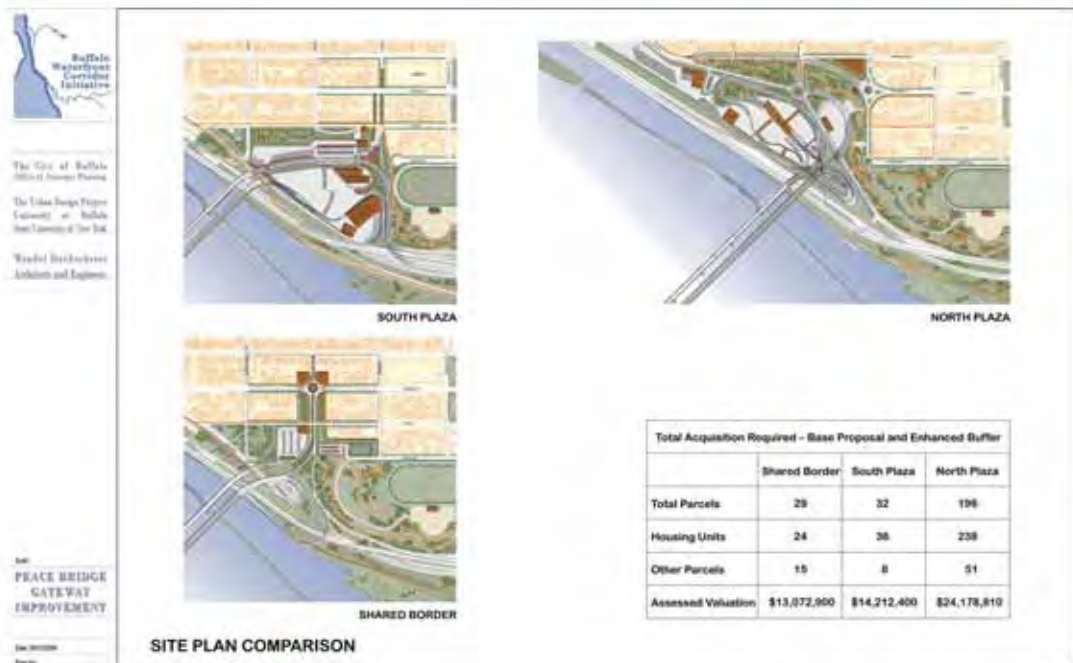 Buffalo
Waterfront
Corridor
Initiative
The City of Buffalo
Office of Strategic Planning
The Urban Design Project
University at Buffalo
State University of New York
Architects and Engineers
PEACE BRIDGE
GATEWAY
IMPROVEMENT
SOUTH PLAZA
NORTH PLAZA
SHARED BORDER
SITE PLAN COMPARISON
Total Acquisition Required - Base Proposal and Enhanced Buffer
Shared Border South Plaza North Plaza
Total Parcels 29 32 196
Housing Units 24 36 238
Other Parcels 15 8 51
Assessed Valuation $13,072,900 $14,212,400 $24,178,810